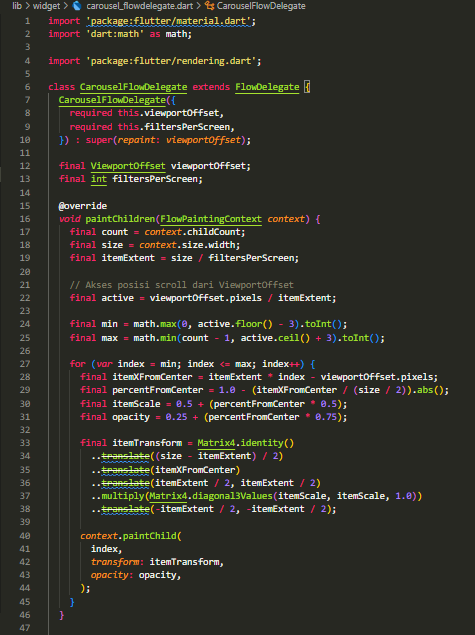 lib > widget > carousel_flowdelegate.dart > CarouselFlowDelegate
1 import 'package:flutter/material.dart';
2 import 'dart:math' as math;
3
4 import 'package:flutter/rendering.dart';
5
6 class CarouselFlowDelegate extends FlowDelegate {
7 CarouselFlowDelegate({
8 required this.viewportOffset,
9 required this.filtersPerScreen,
10 }) : super(repaint: viewportOffset);
11
12 final ViewportOffset viewportOffset;
13 final int filtersPerScreen;
14
15 @override
16 void paintChildren(FlowPaintingContext context) {
17 final count = context.childCount;
18 final size = context.size.width;
19 final itemExtent = size / filtersPerScreen;
20
21 // Akses posisi scroll dari ViewportOffset
22 final active = viewportOffset.pixels / itemExtent;
23
24 final min = math.max(0, active.floor() - 3).toInt();
25 final max = math.min(count - 1, active.ceil() + 3).toInt();
26
27 for (var index = min; index <= max; index++) {
28 final itemXFromCenter = itemExtent * index - viewportOffset.pixels;
29 final percentFromCenter = 1.0 - (itemXFromCenter / (size / 2)).abs();
30 final itemScale = 0.5 + (percentFromCenter * 0.5);
31 final opacity = 0.25 + (percentFromCenter * 0.75);
32
33 final itemTransform = Matrix4.identity()
34 ..translate((size - itemExtent) / 2)
35 ..translate(itemXFromCenter)
36 ..translate(itemExtent / 2, itemExtent / 2)
37 ..multiply(Matrix4.diagonal3Values(itemScale, itemScale, 1.0))
38 ..translate(-itemExtent / 2, -itemExtent / 2);
39
40 context.paintChild(
41 index,
42 transform: itemTransform,
43 opacity: opacity,
44 );
45 }
46 }
47